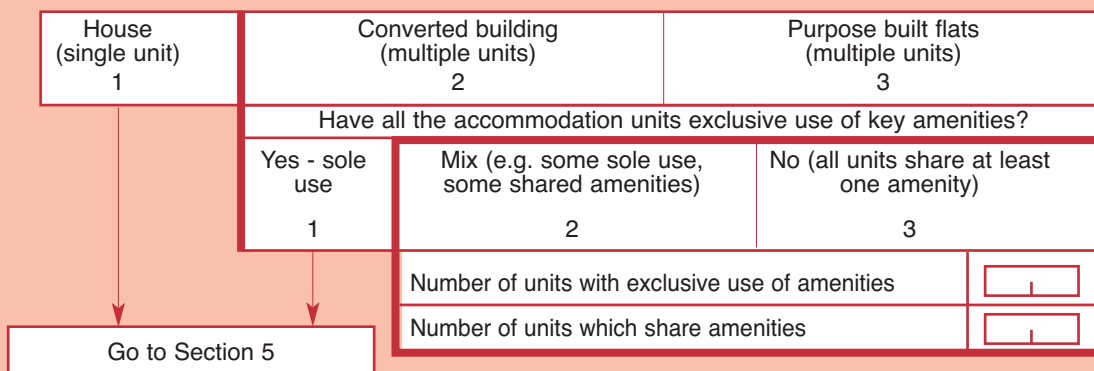 House
(single unit)
1
Converted building
(multiple units)
2
Purpose built flats
(multiple units)
3
Have all the accommodation units exclusive use of key amenities?
Yes - sole
use
1
Mix (e.g. some sole use,
some shared amenities)
2
No (all units share at least
one amenity)
3
Number of units with exclusive use of amenities
Number of units which share amenities
Go to Section 5